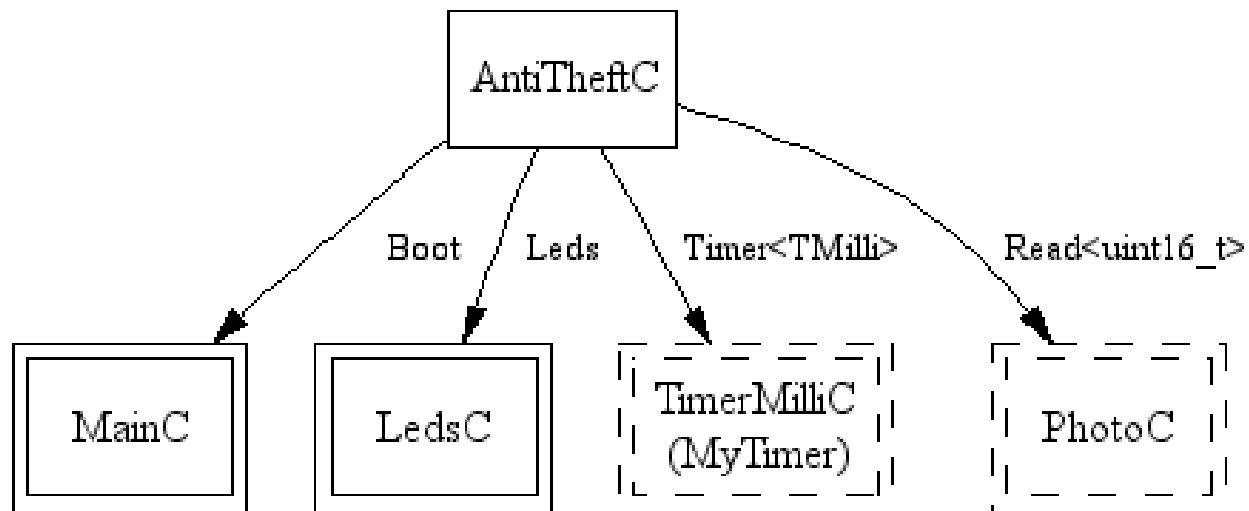 AntiTheftC
Boot
Leds
Timer<TMilli>
Read<uint16_t>
MainC
LedsC
TimerMilliC
(MyTimer)
PhotoC